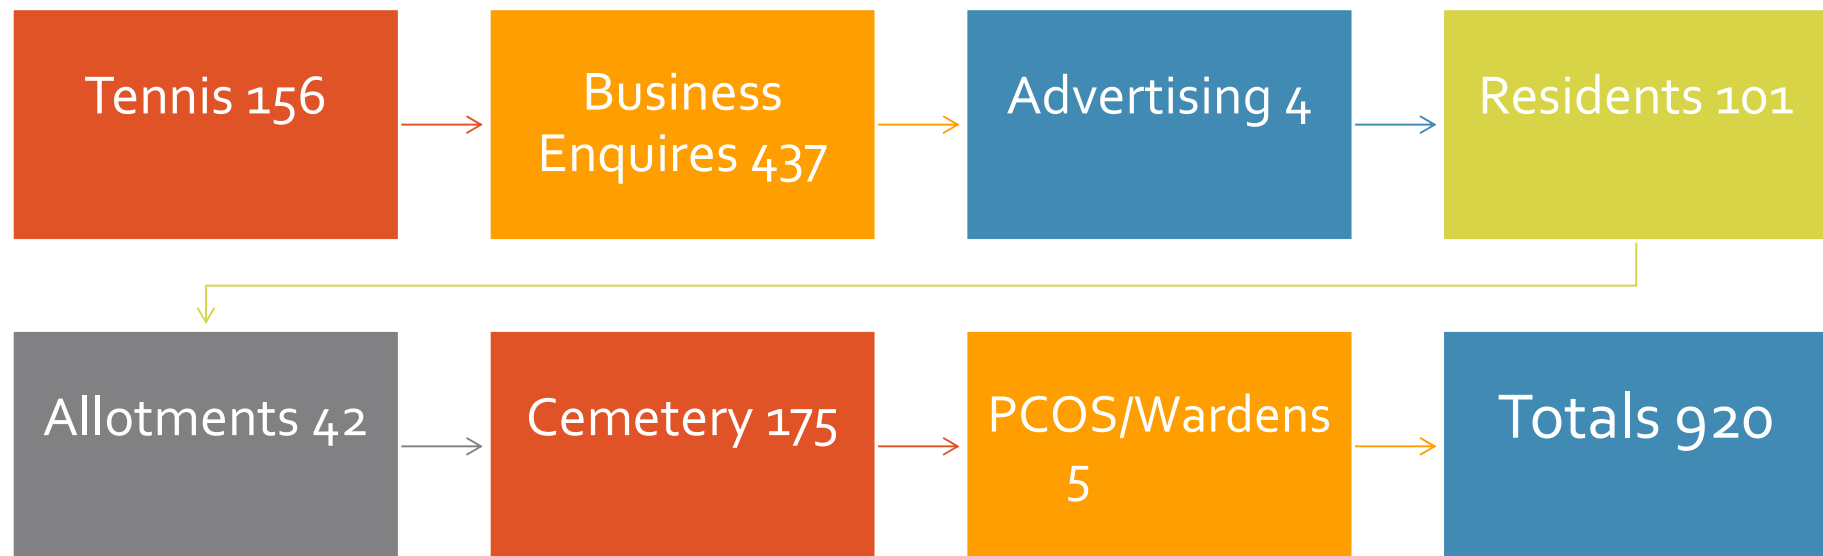 Tennis 156
Business
Enquires 437
Advertising 4
Residents 101
Allotments 42
Cemetery 175
PCOS/Wardens
5
Totals 920